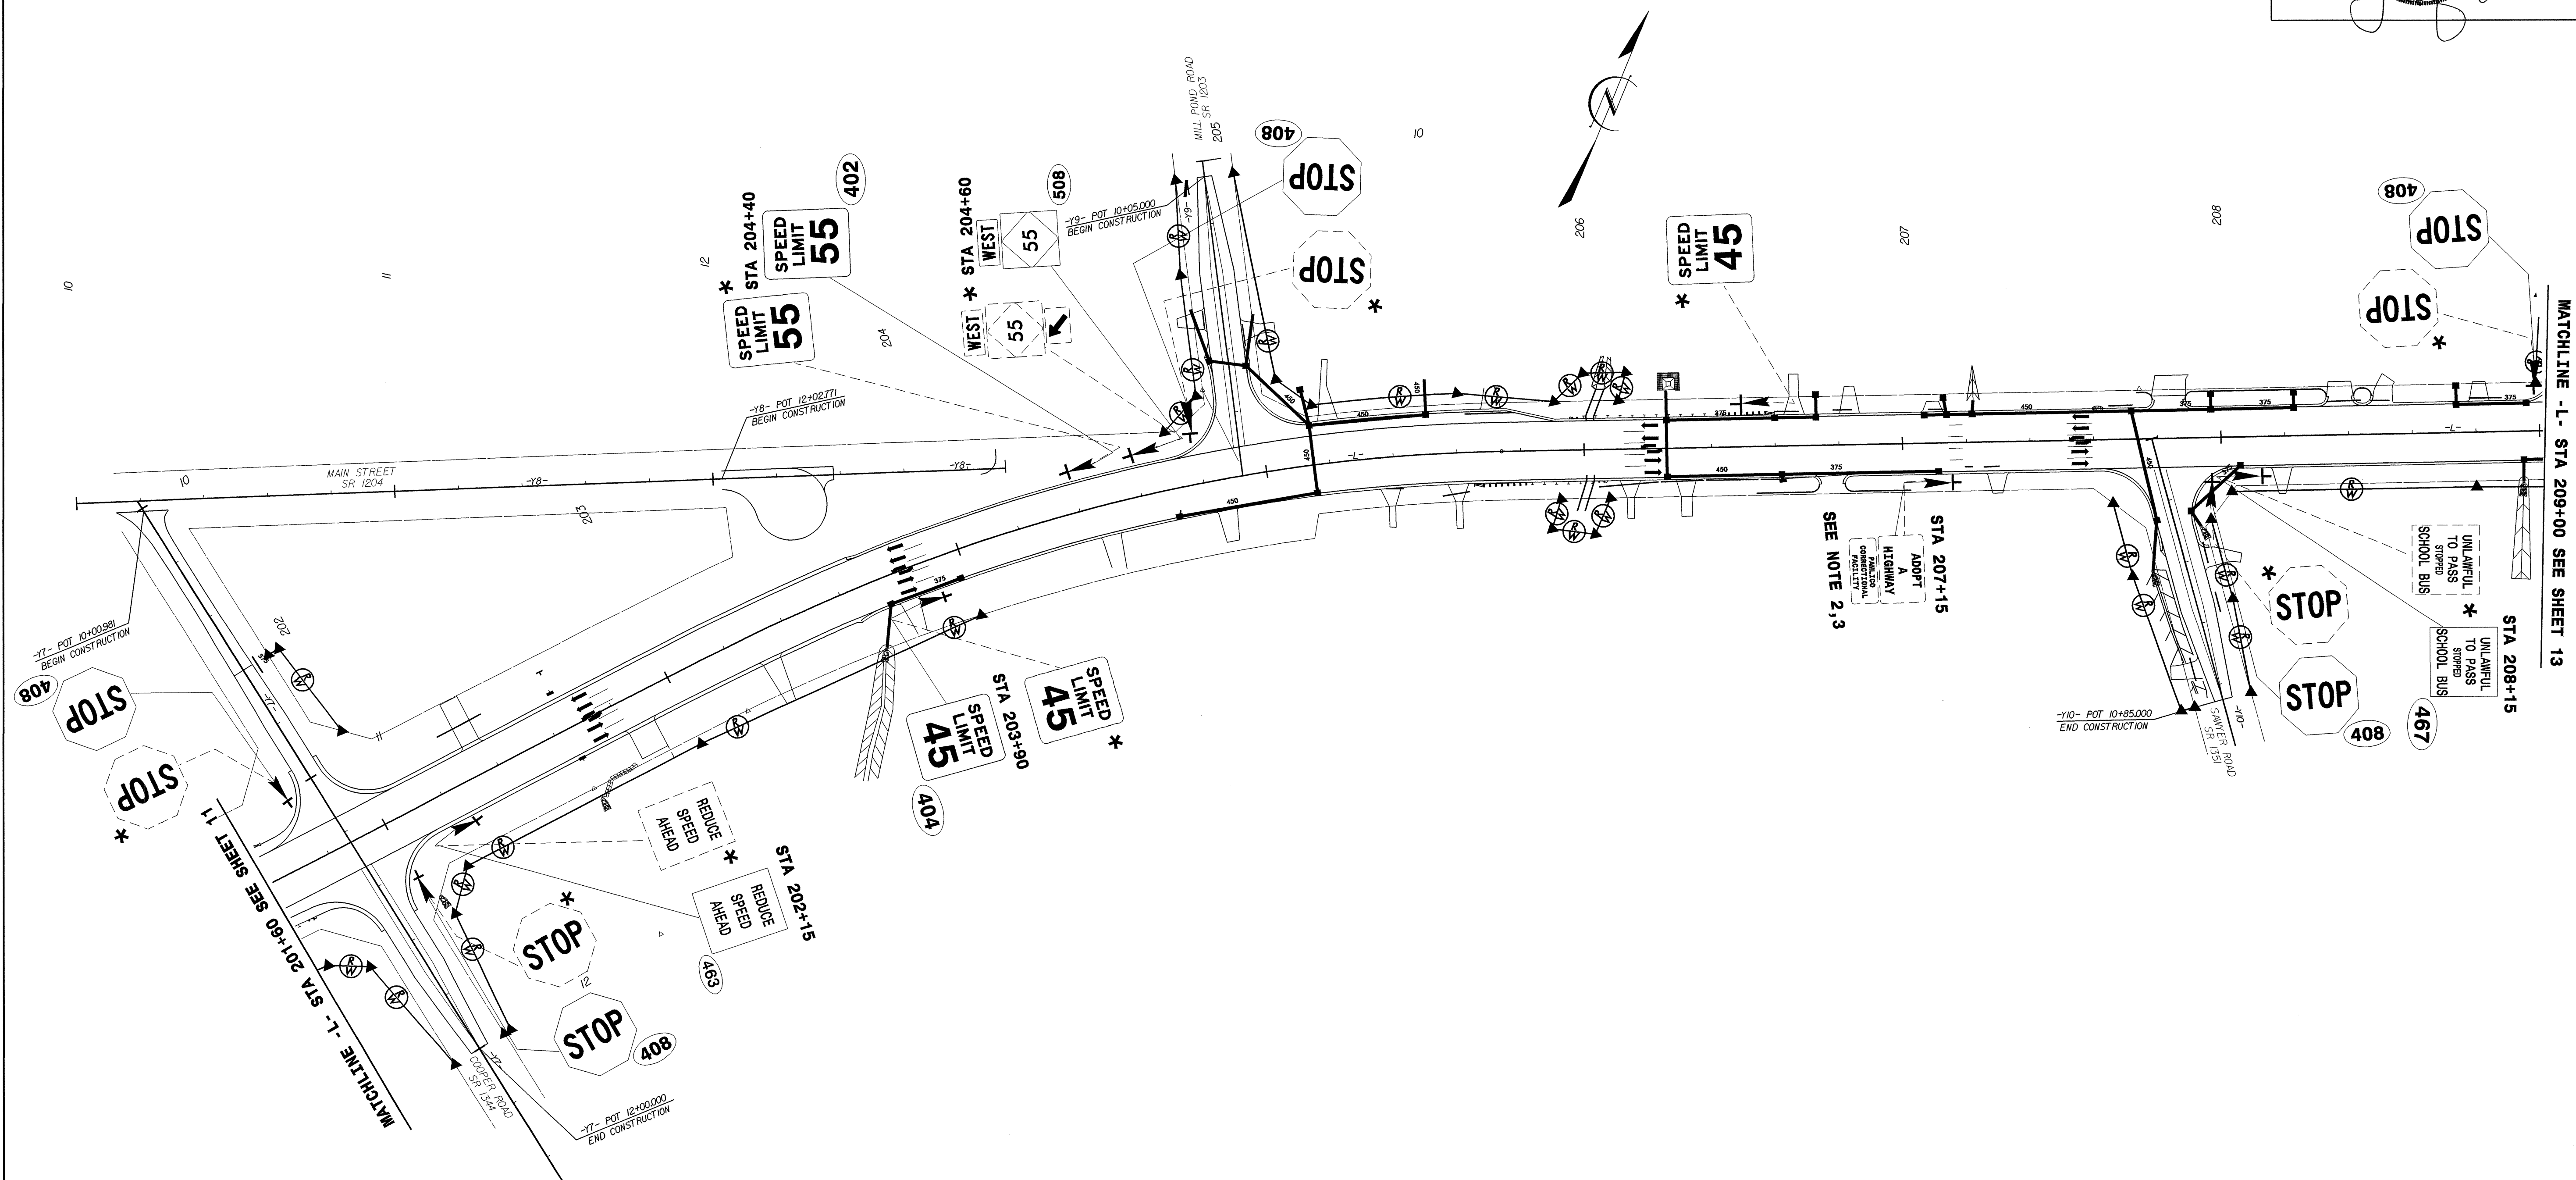 MILL POND ROAD
SR 1203
205
408
STOP
STOP
*
10
402
STA 204+40
SPEED
LIMIT
55
*
SPEED
LIMIT
55
508
* STA 204+60
WEST
55
WEST
55
-Y9- POT 10+05.000
BEGIN CONSTRUCTION
-Y9-
206
SPEED
LIMIT
45
*
207
208
408
STOP
STOP
*
MATCHLINE -L- STA 209+00 SEE SHEET 13
10
11
12
204
-Y8- POT 12+02.771
BEGIN CONSTRUCTION
MAIN STREET
SR 1204
10
-Y8-
-Y8-
203
202
-L-
-L-
450
450
450
450
375
450
375
450
375
375
375
450
450
375
375
-Y7- POT 10+00.981
BEGIN CONSTRUCTION
408
STOP
STOP
*
-Y7-
MATCHLINE -L- STA 201+60 SEE SHEET 11
REDUCE
SPEED
AHEAD
*
STA 202+15
REDUCE
SPEED
AHEAD
463
*
STOP
12
STOP
408
COOPER ROAD
SR 1344
-Y7-
-Y7- POT 12+00.000
END CONSTRUCTION
SPEED
LIMIT
45
*
STA 203+90
SPEED
LIMIT
45
404
STA 207+15
ADOPT
A
HIGHWAY
PAMLICO
CORRECTIONAL
FACILITY
SEE NOTE 2,3
-Y10- POT 10+85.000
END CONSTRUCTION
SAWYER ROAD
SR 1351
-Y10-
*
STOP
STOP
408
UNLAWFUL
TO PASS
STOPPED
SCHOOL BUS
*
STA 208+15
UNLAWFUL
TO PASS
STOPPED
SCHOOL BUS
467